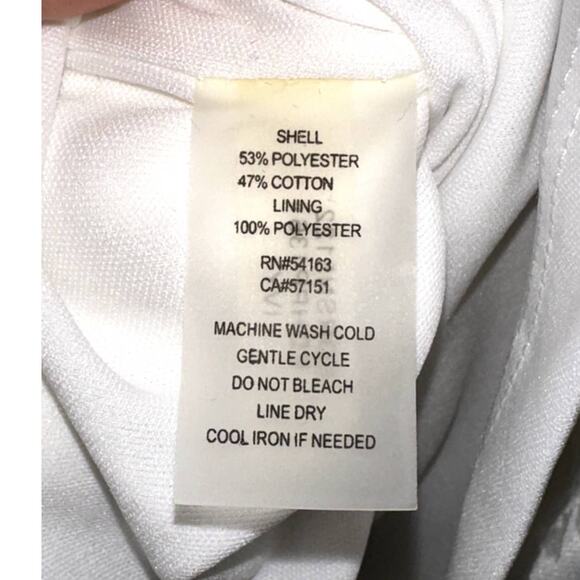 SHELL
53% POLYESTER
47% COTTON
LINING
100% POLYESTER
RN#54163
CA#57151
MACHINE WASH COLD
GENTLE CYCLE
DO NOT BLEACH
LINE DRY
COOL IRON IF NEEDED